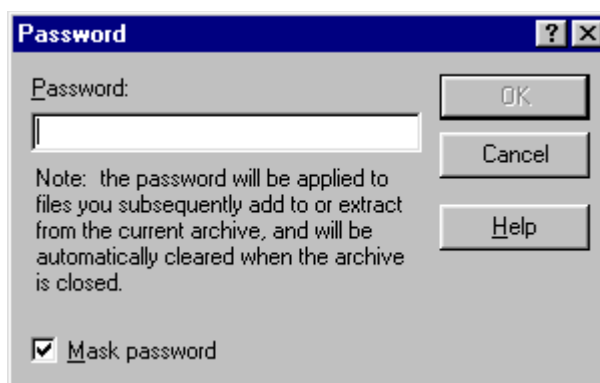 Password
Password:
OK
Cancel
Note: the password will be applied to
files you subsequently add to or extract
from the current archive, and will be
automatically cleared when the archive
is closed.
Help
Mask password